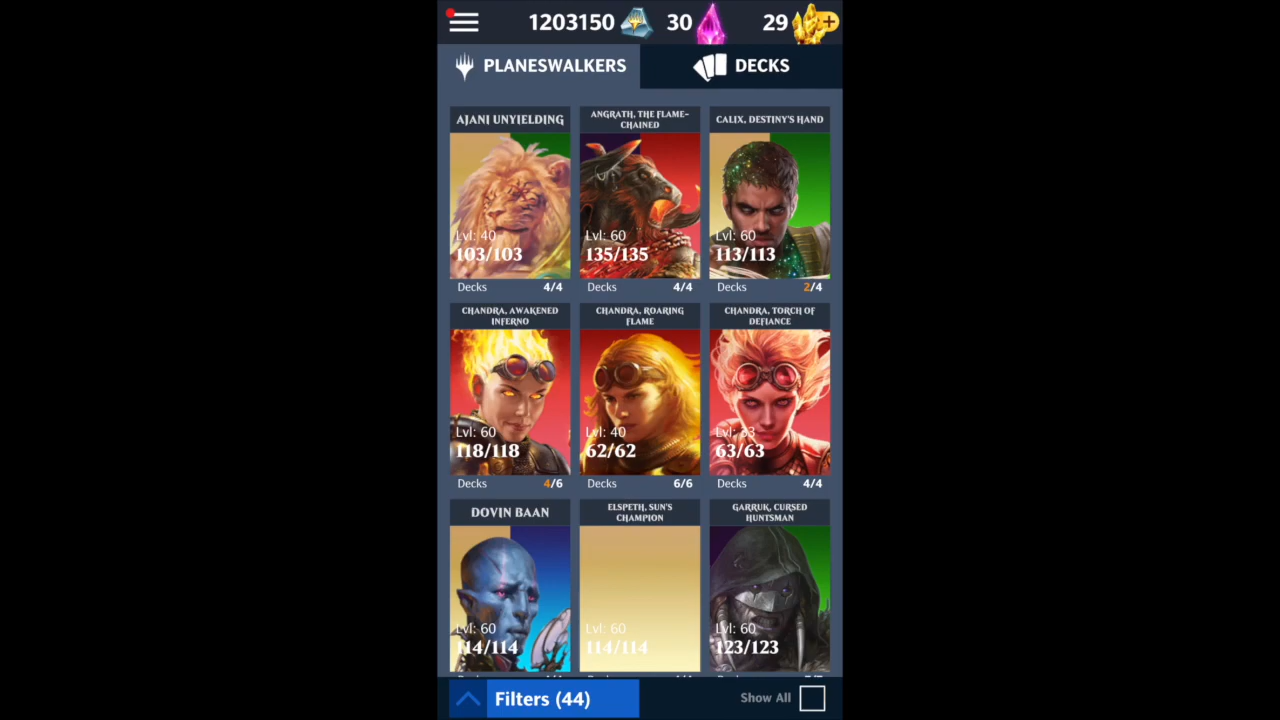 1203150 30 29 +
PLANESWALKERS DECKS
AJANI UNYIELDING
Lvl: 40
103/103
Decks 4/4
ANGRATH, THE FLAME-
CHAINED
Lvl: 60
135/135
Decks 4/4
CALIX, DESTINY'S HAND
Lvl: 60
113/113
Decks 2/4
CHANDRA, AWAKENED
INFERNO
Lvl: 60
118/118
Decks 4/6
CHANDRA, ROARING
FLAME
Lvl: 40
62/62
Decks 6/6
CHANDRA, TORCH OF
DEFIANCE
Lvl: 33
63/63
Decks 4/4
DOVIN BAAN
Lvl: 60
114/114
ELSPETH, SUN'S
CHAMPION
Lvl: 60
114/114
GARRUK, CURSED
HUNTSMAN
Lvl: 60
123/123
Filters (44) Show All